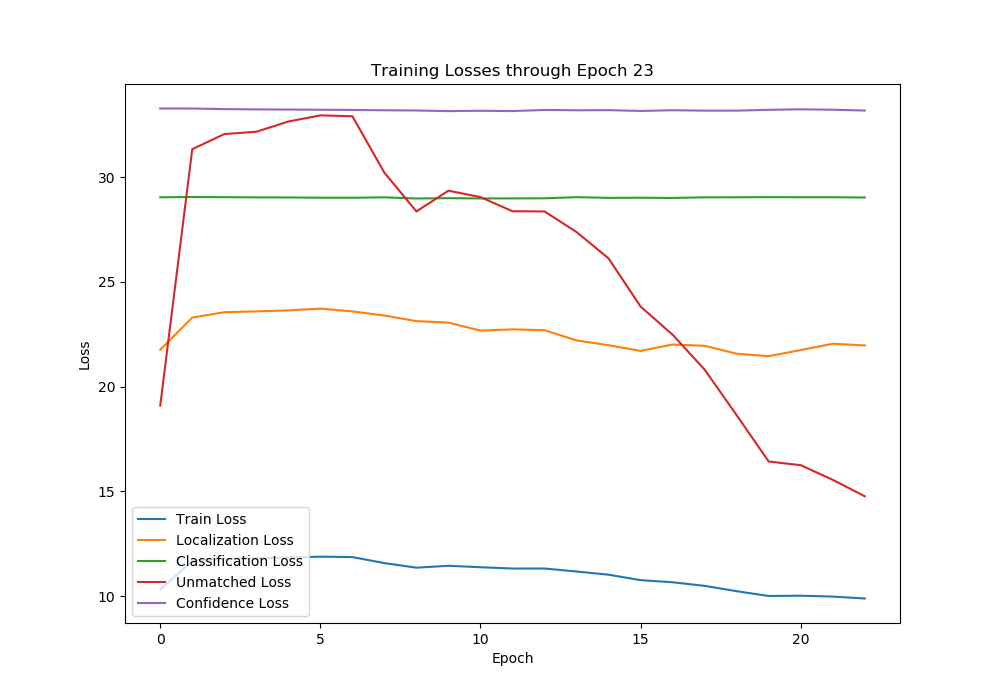 Training Losses through Epoch 23
Loss
30
25
20
15
10
Train Loss
Localization Loss
Classification Loss
Unmatched Loss
Confidence Loss
0 5 10 15 20
Epoch